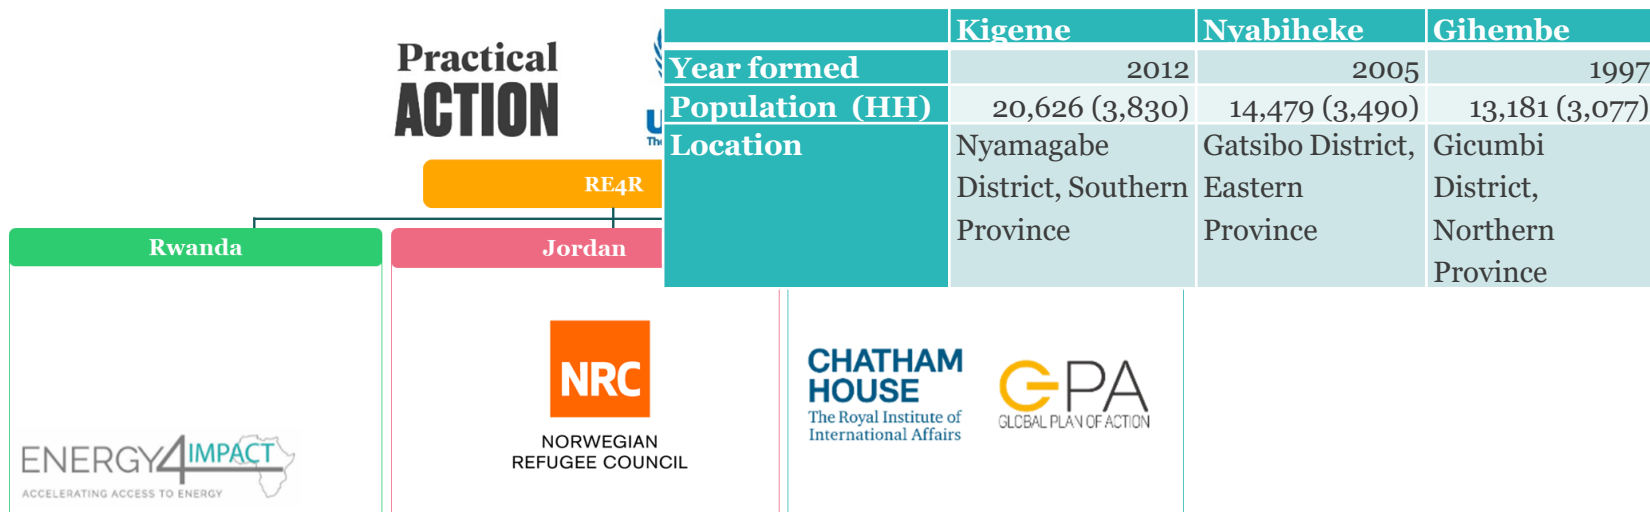 Practical
ACTION
RE4R
Rwanda
Jordan
ENERGY4IMPACT
ACCELERATING ACCESS TO ENERGY
NRC
NORWEGIAN
REFUGEE COUNCIL
CHATHAM
HOUSE
The Royal Institute of
International Affairs
GPA
GLOBAL PLAN OF ACTION
Kigeme Nyabiheke Gihembe
Year formed 2012 2005 1997
Population (HH) 20,626 (3,830) 14,479 (3,490) 13,181 (3,077)
Location
Nyamagabe
District, Southern
Province
Gatsibo District,
Eastern
Province
Gicumbi
District,
Northern
Province